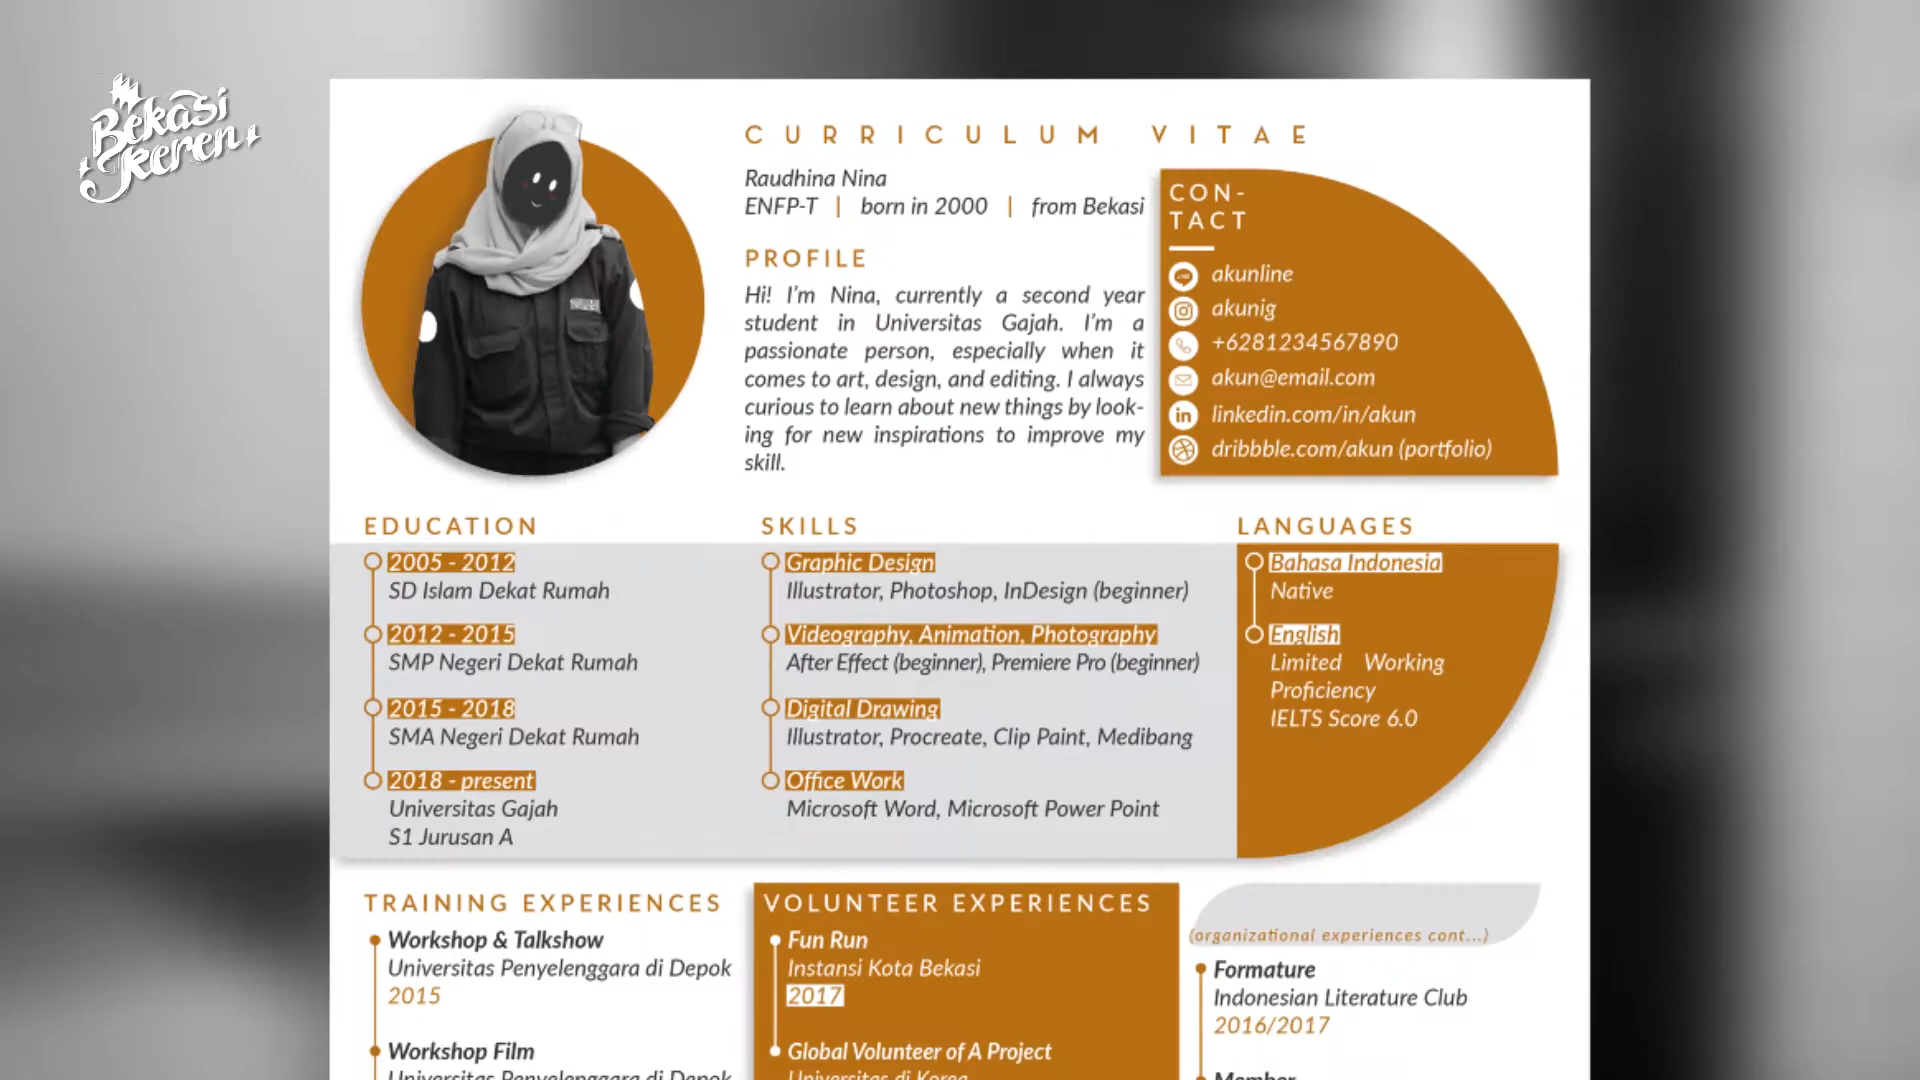 Bekasi
Keren
CURRICULUM VITAE
Raudhina Nina
ENFP-T | born in 2000 | from Bekasi
PROFILE
Hi! I'm Nina, currently a second year
student in Universitas Gajah. I'm a
passionate person, especially when it
comes to art, design, and editing. I always
curious to learn about new things by look-
ing for new inspirations to improve my
skill.
CON-
TACT
akunline
akunig
+6281234567890
akun@email.com
linkedin.com/in/akun
dribbble.com/akun (portfolio)
EDUCATION
2005 - 2012
SD Islam Dekat Rumah
2012 - 2015
SMP Negeri Dekat Rumah
2015 - 2018
SMA Negeri Dekat Rumah
2018 - present
Universitas Gajah
S1 Jurusan A
SKILLS
Graphic Design
Illustrator, Photoshop, InDesign (beginner)
Videography, Animation, Photography
After Effect (beginner), Premiere Pro (beginner)
Digital Drawing
Illustrator, Procreate, Clip Paint, Medibang
Office Work
Microsoft Word, Microsoft Power Point
LANGUAGES
Bahasa Indonesia
Native
English
Limited Working
Proficiency
IELTS Score 6.0
TRAINING EXPERIENCES
Workshop & Talkshow
Universitas Penyelenggara di Depok
2015
Workshop Film
Universitas Penyelenggara di Depok
VOLUNTEER EXPERIENCES
Fun Run
Instansi Kota Bekasi
2017
Global Volunteer of A Project
Universitas di Korea
(organizational experiences cont...)
Formature
Indonesian Literature Club
2016/2017
Member